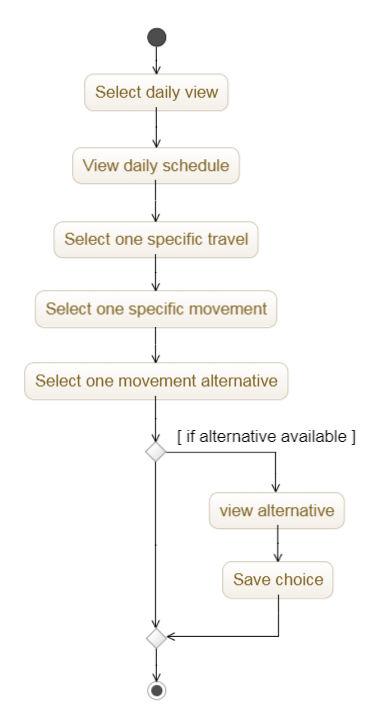 Select daily view
View daily schedule
Select one specific travel
Select one specific movement
Select one movement alternative
[ if alternative available ]
view alternative
Save choice